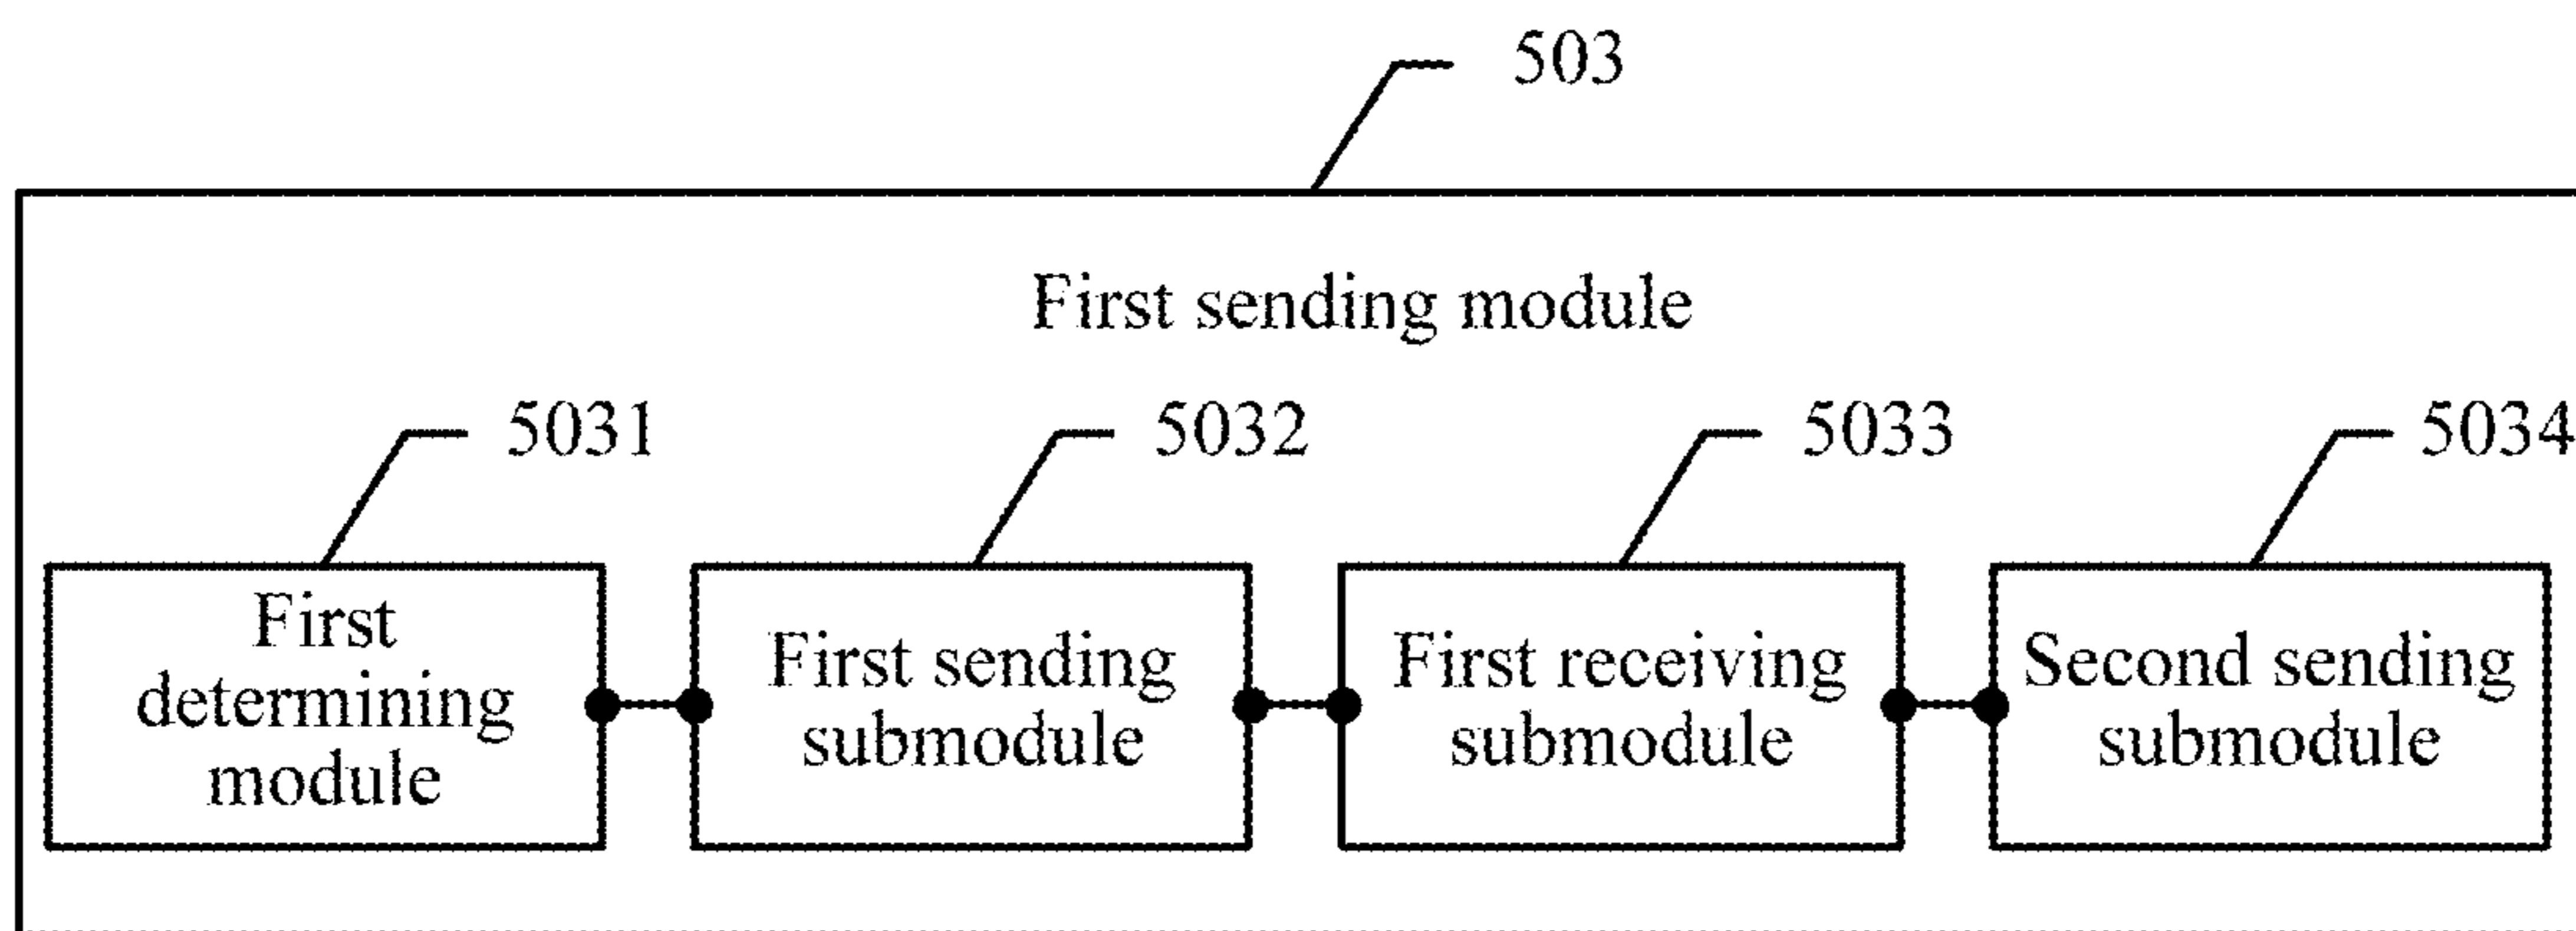 503
First sending module
5031
5032
5033
5034
First
determining
module
First sending
submodule
First receiving
submodule
Second sending
submodule